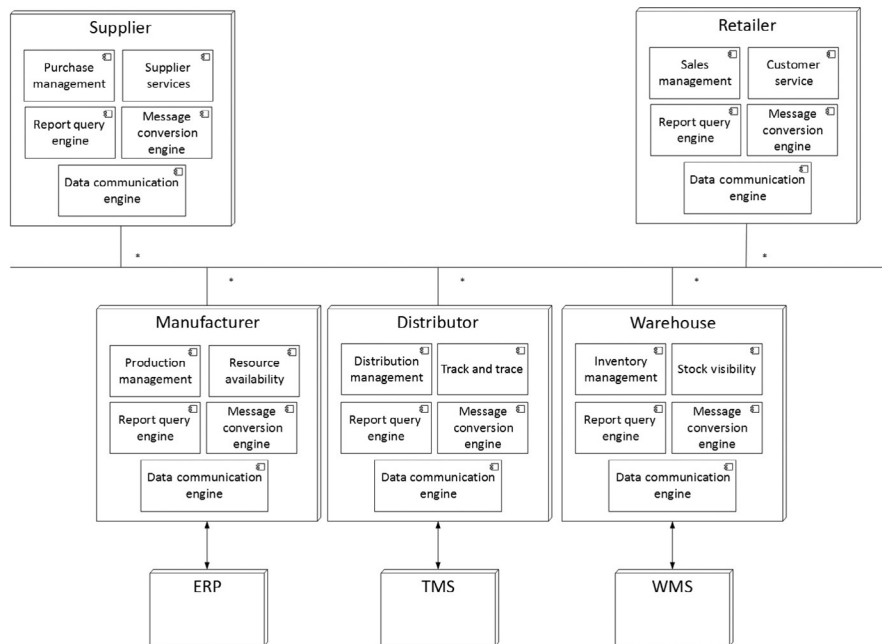 Supplier
Purchase
management
Supplier
services
Report query
engine
Message
conversion
engine
Data communication
engine
Retailer
Sales
management
Customer
service
Report query
engine
Message
conversion
engine
Data communication
engine
*
*
*
*
*
Manufacturer
Production
management
Resource
availability
Report query
engine
Message
conversion
engine
Data communication
engine
Distributor
Distribution
management
Track and trace
Report query
engine
Message
conversion
engine
Data communication
engine
Warehouse
Inventory
management
Stock visibility
Report query
engine
Message
conversion
engine
Data communication
engine
ERP
TMS
WMS